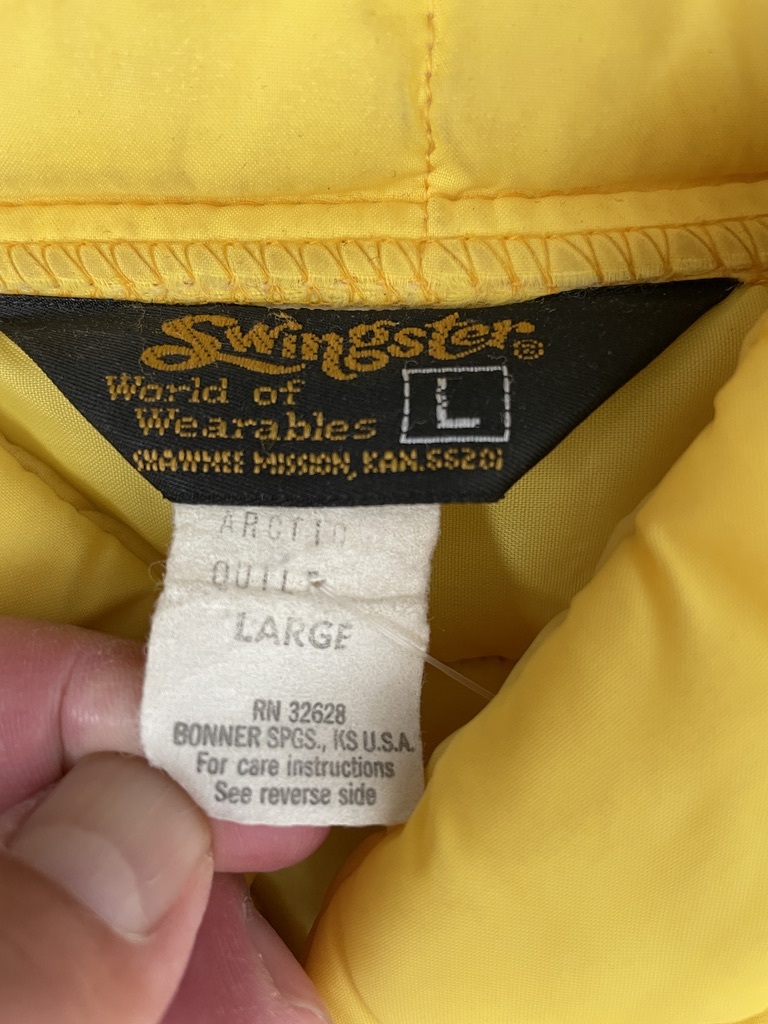 Swingster®
World of
Wearables
L
SHAWNEE MISSION, KAN. 66201
ARCTIC
QUILT
LARGE
RN 32628
BONNER SPGS., KS U.S.A.
For care instructions
See reverse side